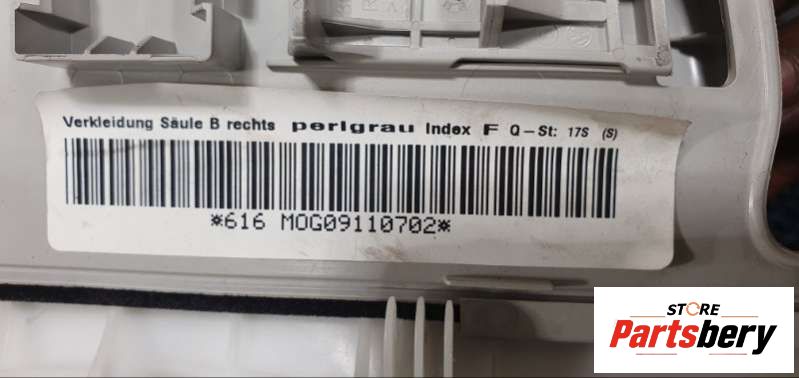 Verkleidung Säule B rechts perlgrau Index F Q-St: 17S (S)
*616 MOG09110702*
STORE
Partsbery